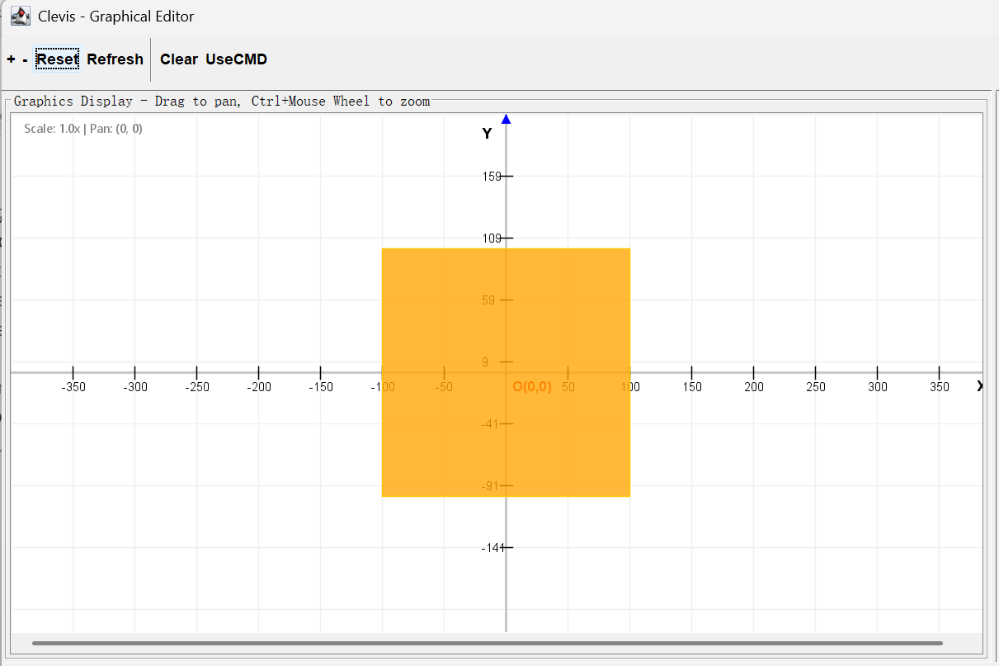 Clevis - Graphical Editor
+ - Reset Refresh Clear UseCMD
Graphics Display - Drag to pan, Ctrl+Mouse Wheel to zoom
Scale: 1.0x | Pan: (0, 0)
Y
159
109
59
9
-350 -300 -250 -200 -150 -100 -50 O(0,0) 50 100 150 200 250 300 350 X
-41
-91
-141